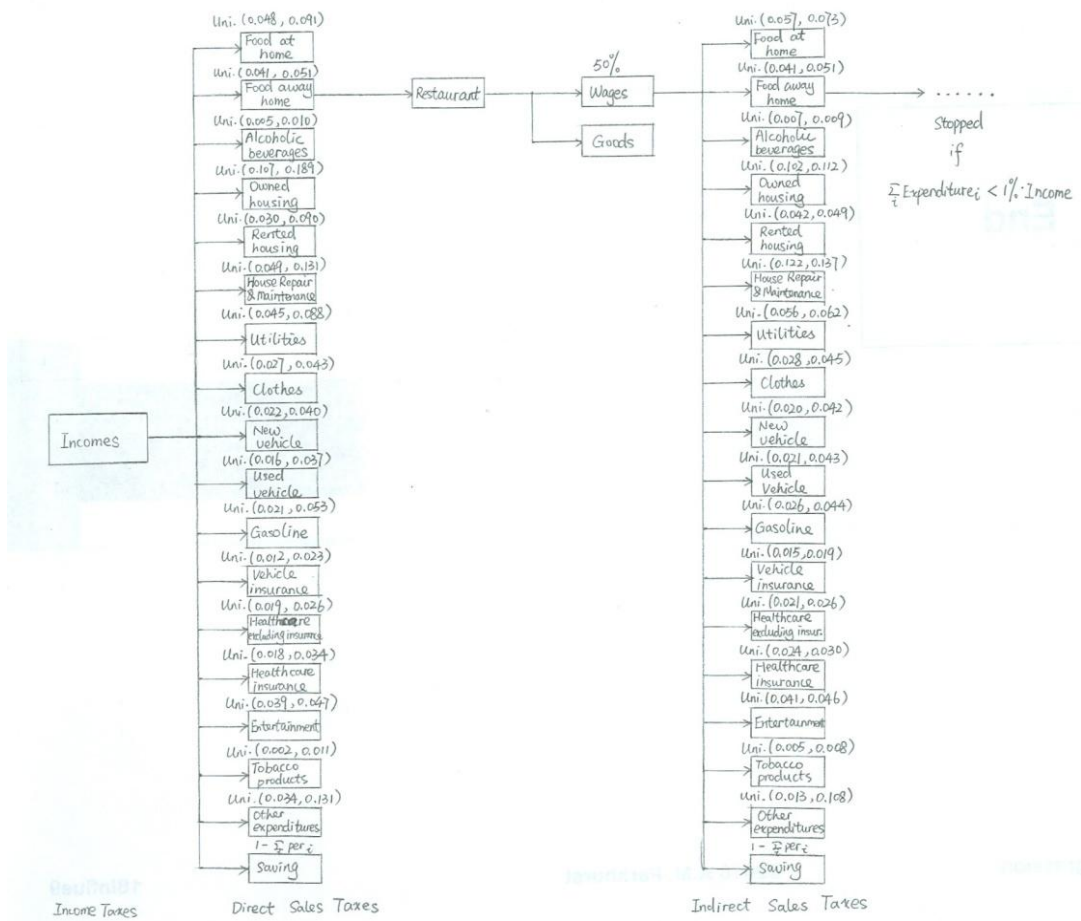 Uni. (0.048, 0.091)
Food at
home
Uni. (0.041, 0.051)
Food away
home
Uni. (0.005, 0.010)
Alcoholic
beverages
Uni. (0.107, 0.189)
Owned
housing
Uni. (0.030, 0.090)
Rented
housing
Uni. (0.049, 0.131)
House Repair
& Maintenance
Uni. (0.045, 0.088)
Utilities
Uni. (0.027, 0.043)
Clothes
Uni. (0.022, 0.040)
New
vehicle
Uni. (0.016, 0.037)
Used
vehicle
Uni. (0.021, 0.053)
Gasoline
Uni. (0.012, 0.023)
Vehicle
insurance
Uni. (0.019, 0.026)
Healthcare
excluding insurance
Uni. (0.018, 0.034)
Healthcare
insurance
Uni. (0.039, 0.047)
Entertainment
Uni. (0.002, 0.011)
Tobacco
products
Uni. (0.034, 0.131)
Other
expenditures
1 - Σi peri
Saving
Incomes
Restaurant
50%
Wages
Goods
Uni. (0.057, 0.073)
Food at
home
Uni. (0.041, 0.051)
Food away
home
Uni. (0.007, 0.009)
Alcoholic
beverages
Uni. (0.102, 0.112)
Owned
housing
Uni. (0.042, 0.049)
Rented
housing
Uni. (0.122, 0.137)
House Repair
& Maintenance
Uni. (0.056, 0.062)
Utilities
Uni. (0.028, 0.045)
Clothes
Uni. (0.020, 0.042)
New
vehicle
Uni. (0.021, 0.043)
Used
Vehicle
Uni. (0.026, 0.044)
Gasoline
Uni. (0.015, 0.019)
Vehicle
insurance
Uni. (0.021, 0.026)
Healthcare
excluding insur.
Uni. (0.024, 0.030)
Healthcare
insurance
Uni. (0.041, 0.046)
Entertainment
Uni. (0.005, 0.008)
Tobacco
products
Uni. (0.013, 0.108)
Other
expenditures
1 - Σi peri
Saving
......
Stopped
if
Σi Expenditurei < 1% · Income
Income Taxes
Direct Sales Taxes
Indirect Sales Taxes